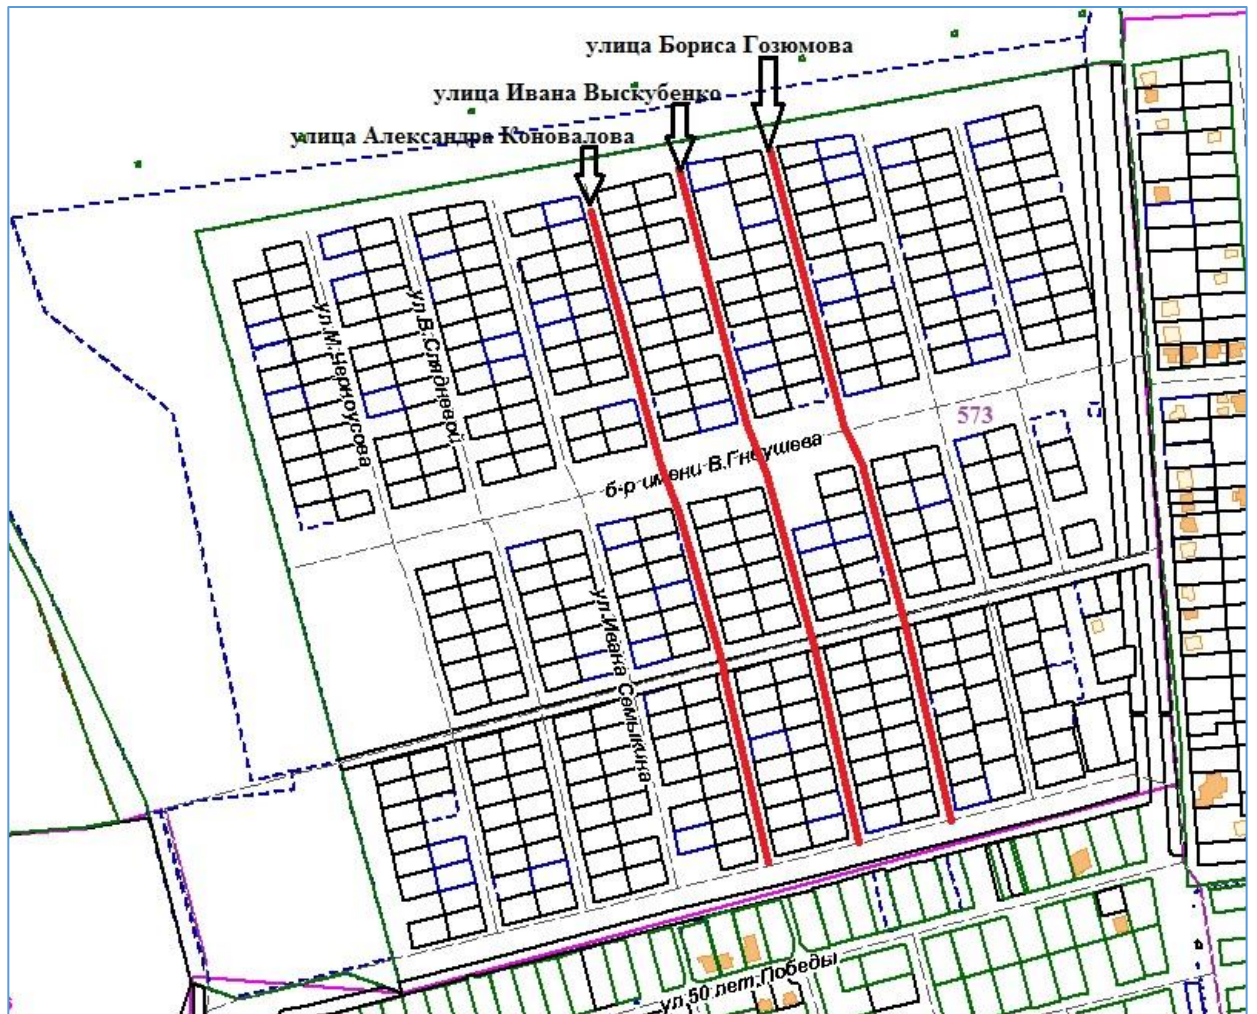 улица Бориса Гозюмова
улица Ивана Выскубенко
улица Александра Коновалова
ул.М.Черноусова
ул.В.Слядневой
573
б-р имени В.Гнеушева
ул.Ивана Семыкина
ул.50 лет Победы